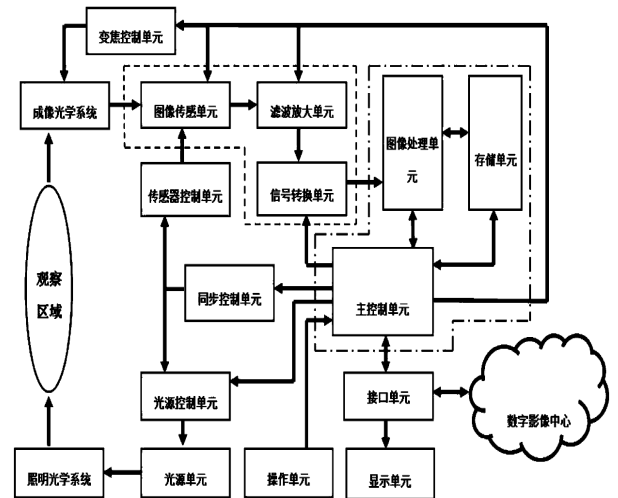 变焦控制单元
成像光学系统
图像传感单元
滤波放大单元
图像处理单
元
存储单元
传感器控制单元
信号转换单元
观察
区域
同步控制单元
主控制单元
光源控制单元
接口单元
数字影像中心
照明光学系统
光源单元
操作单元
显示单元